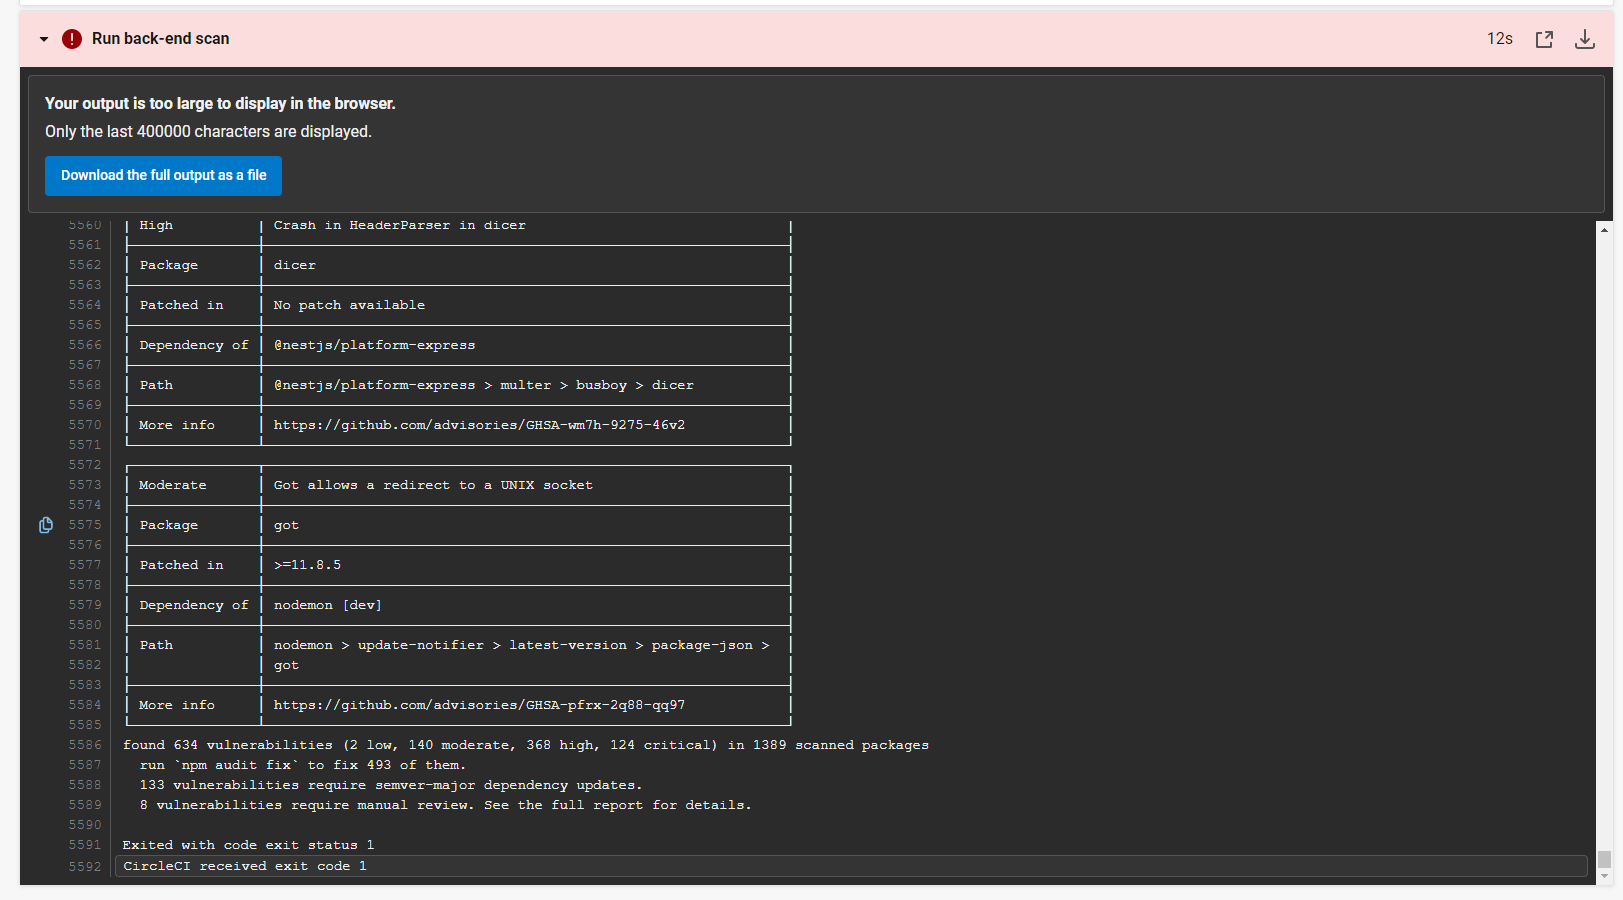 Run back-end scan 12s
Your output is too large to display in the browser.
Only the last 400000 characters are displayed.
Download the full output as a file
5560 High Crash in HeaderParser in dicer
5561
5562 Package dicer
5563
5564 Patched in No patch available
5565
5566 Dependency of @nestjs/platform-express
5567
5568 Path @nestjs/platform-express > multer > busboy > dicer
5569
5570 More info https://github.com/advisories/GHSA-wm7h-9275-46v2
5571
5572
5573 Moderate Got allows a redirect to a UNIX socket
5574
5575 Package got
5576
5577 Patched in >=11.8.5
5578
5579 Dependency of nodemon [dev]
5580
5581 Path nodemon > update-notifier > latest-version > package-json >
5582 got
5583
5584 More info https://github.com/advisories/GHSA-pfrx-2q88-qq97
5585
5586 found 634 vulnerabilities (2 low, 140 moderate, 368 high, 124 critical) in 1389 scanned packages
5587 run `npm audit fix` to fix 493 of them.
5588 133 vulnerabilities require semver-major dependency updates.
5589 8 vulnerabilities require manual review. See the full report for details.
5590
5591 Exited with code exit status 1
5592 CircleCI received exit code 1